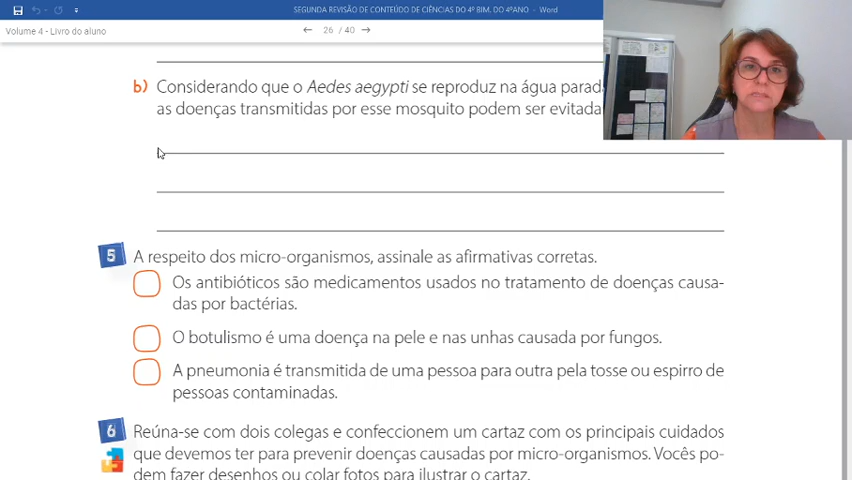 SEGUNDA REVISÃO DE CONTEÚDO DE CIÊNCIAS DO 4º BIM. DO 4ºANO - Word
Volume 4 - Livro do aluno
26 / 40
b) Considerando que o Aedes aegypti se reproduz na água parad
as doenças transmitidas por esse mosquito podem ser evitada
5
A respeito dos micro-organismos, assinale as afirmativas corretas.
Os antibióticos são medicamentos usados no tratamento de doenças causa-
das por bactérias.
O botulismo é uma doença na pele e nas unhas causada por fungos.
A pneumonia é transmitida de uma pessoa para outra pela tosse ou espirro de
pessoas contaminadas.
6
Reúna-se com dois colegas e confeccionem um cartaz com os principais cuidados
que devemos ter para prevenir doenças causadas por micro-organismos. Vocês po-
dem fazer desenhos ou colar fotos para ilustrar o cartaz.